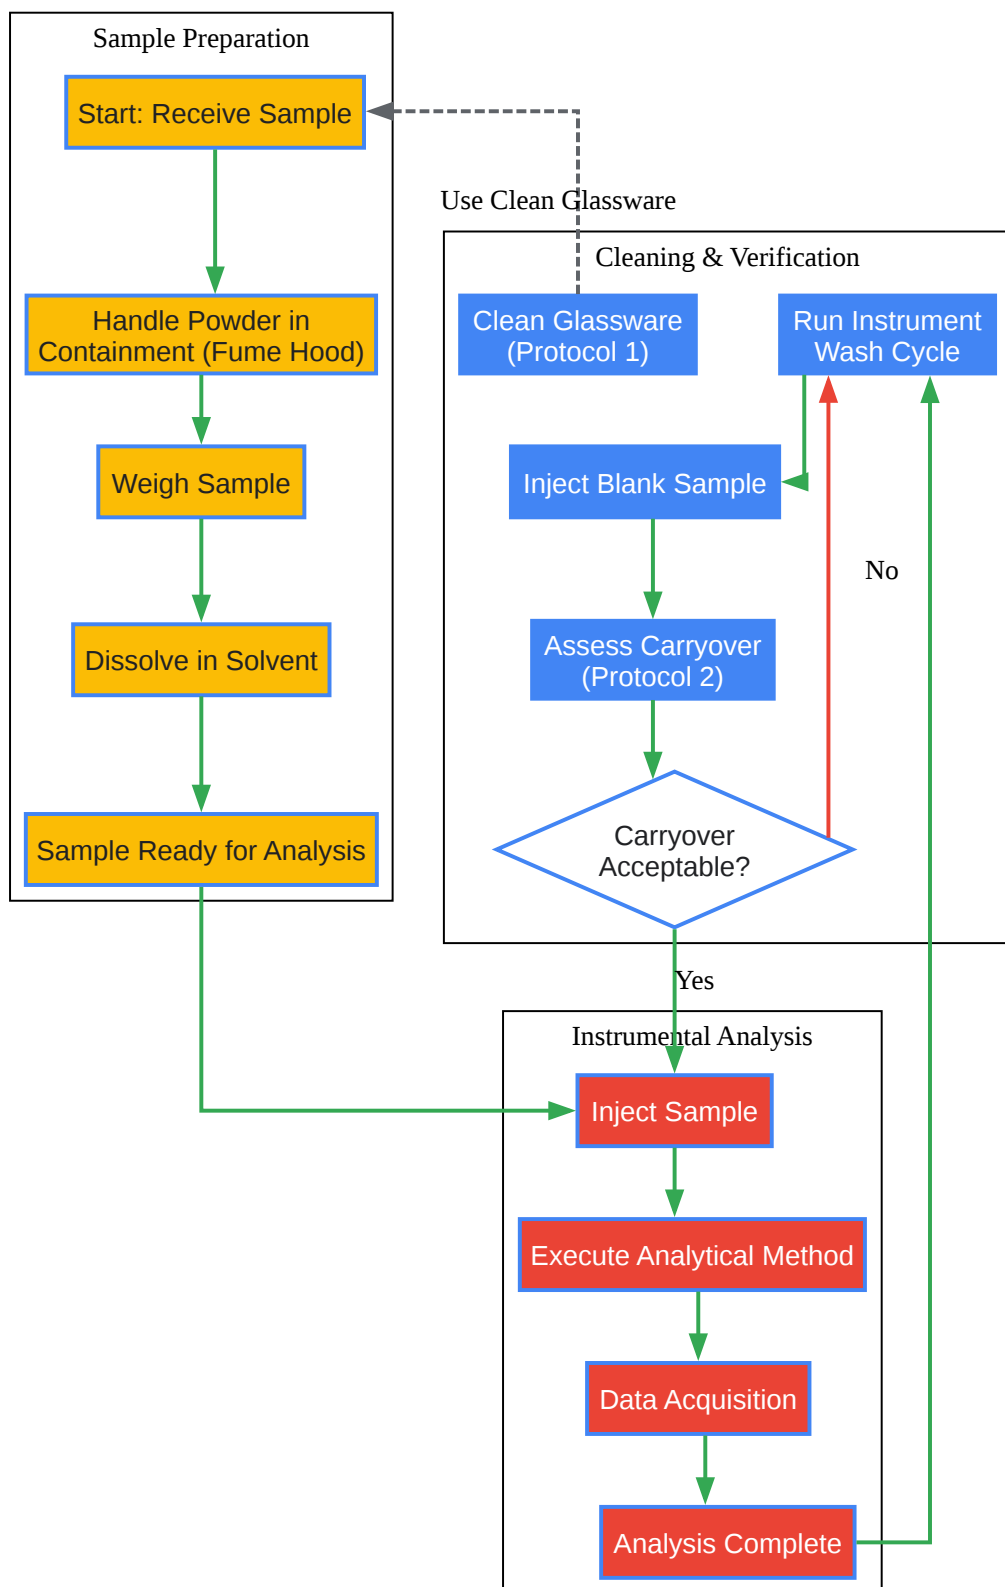 Sample Preparation
Start: Receive Sample
Handle Powder in
Containment (Fume Hood)
Weigh Sample
Dissolve in Solvent
Sample Ready for Analysis
Use Clean Glassware
Cleaning & Verification
Clean Glassware
(Protocol 1)
Run Instrument
Wash Cycle
Inject Blank Sample
No
Assess Carryover
(Protocol 2)
Carryover
Acceptable?
Yes
Instrumental Analysis
Inject Sample
Execute Analytical Method
Data Acquisition
Analysis Complete